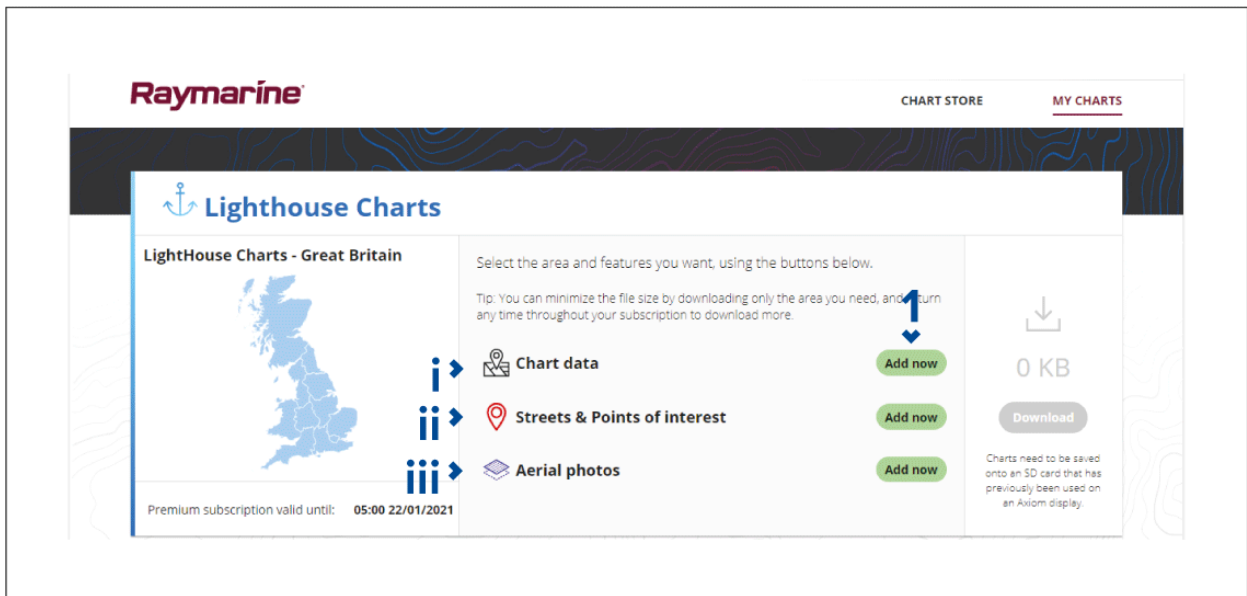 Raymarine
CHART STORE
MY CHARTS
Lighthouse Charts
LightHouse Charts - Great Britain
Premium subscription valid until: 05:00 22/01/2021
Select the area and features you want, using the buttons below.
Tip: You can minimize the file size by downloading only the area you need, and return
any time throughout your subscription to download more.
1
i Chart data Add now
ii Streets & Points of interest Add now
iii Aerial photos Add now
0 KB
Download
Charts need to be saved
onto an SD card that has
previously been used on
an Axiom display.